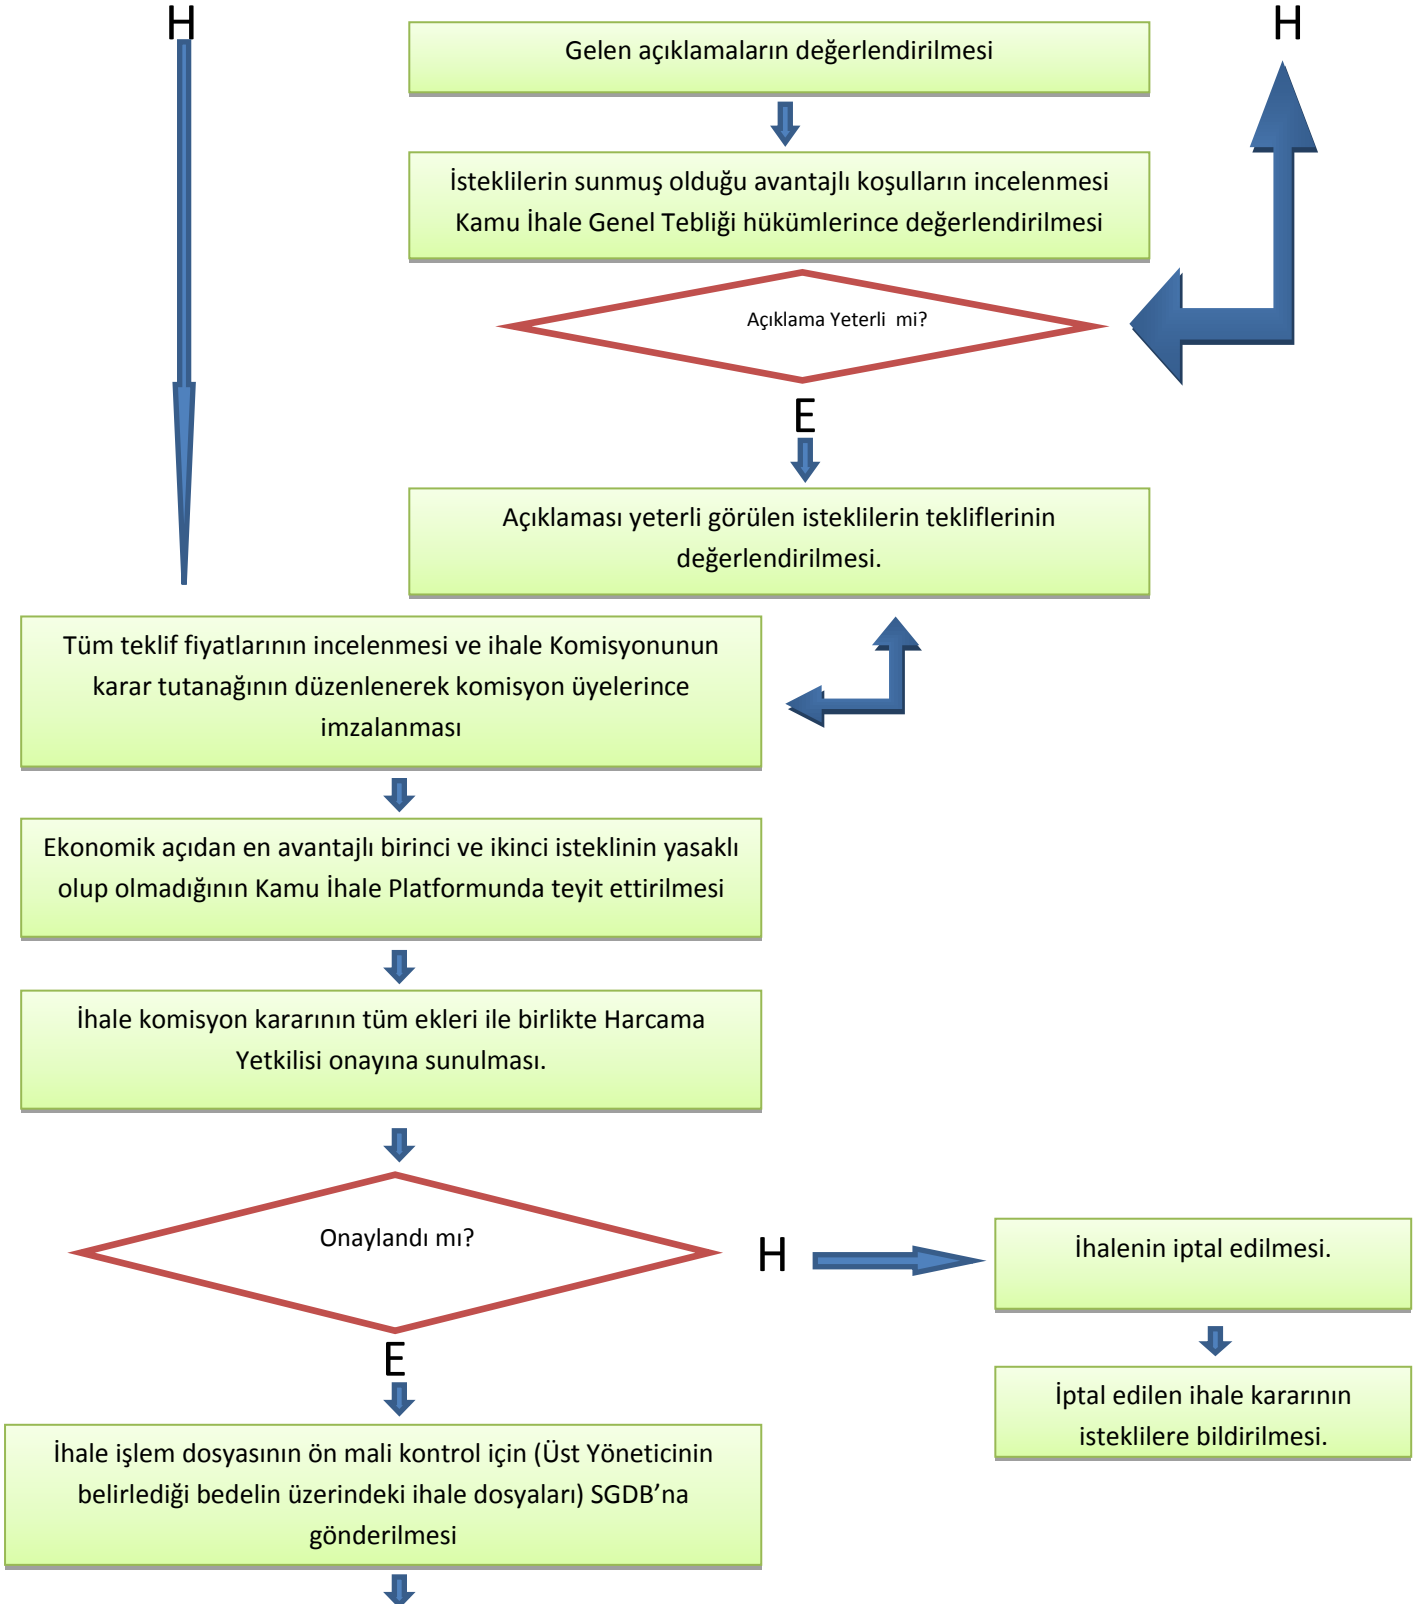 H
H
Gelen açıklamaların değerlendirilmesi
İsteklilerin sunmuş olduğu avantajlı koşulların incelenmesi
Kamu İhale Genel Tebliği hükümlerince değerlendirilmesi
Açıklama Yeterli  mi?
E
Açıklaması yeterli görülen isteklilerin tekliflerinin
değerlendirilmesi.
Tüm teklif fiyatlarının incelenmesi ve ihale Komisyonunun
karar tutanağının düzenlenerek komisyon üyelerince
imzalanması
Ekonomik açıdan en avantajlı birinci ve ikinci isteklinin yasaklı
olup olmadığının Kamu İhale Platformunda teyit ettirilmesi
İhale komisyon kararının tüm ekleri ile birlikte Harcama
Yetkilisi onayına sunulması.
Onaylandı mı?
H
İhalenin iptal edilmesi.
İptal edilen ihale kararının
isteklilere bildirilmesi.
E
İhale işlem dosyasının ön mali kontrol için (Üst Yöneticinin
belirlediği bedelin üzerindeki ihale dosyaları) SGDB’na
gönderilmesi